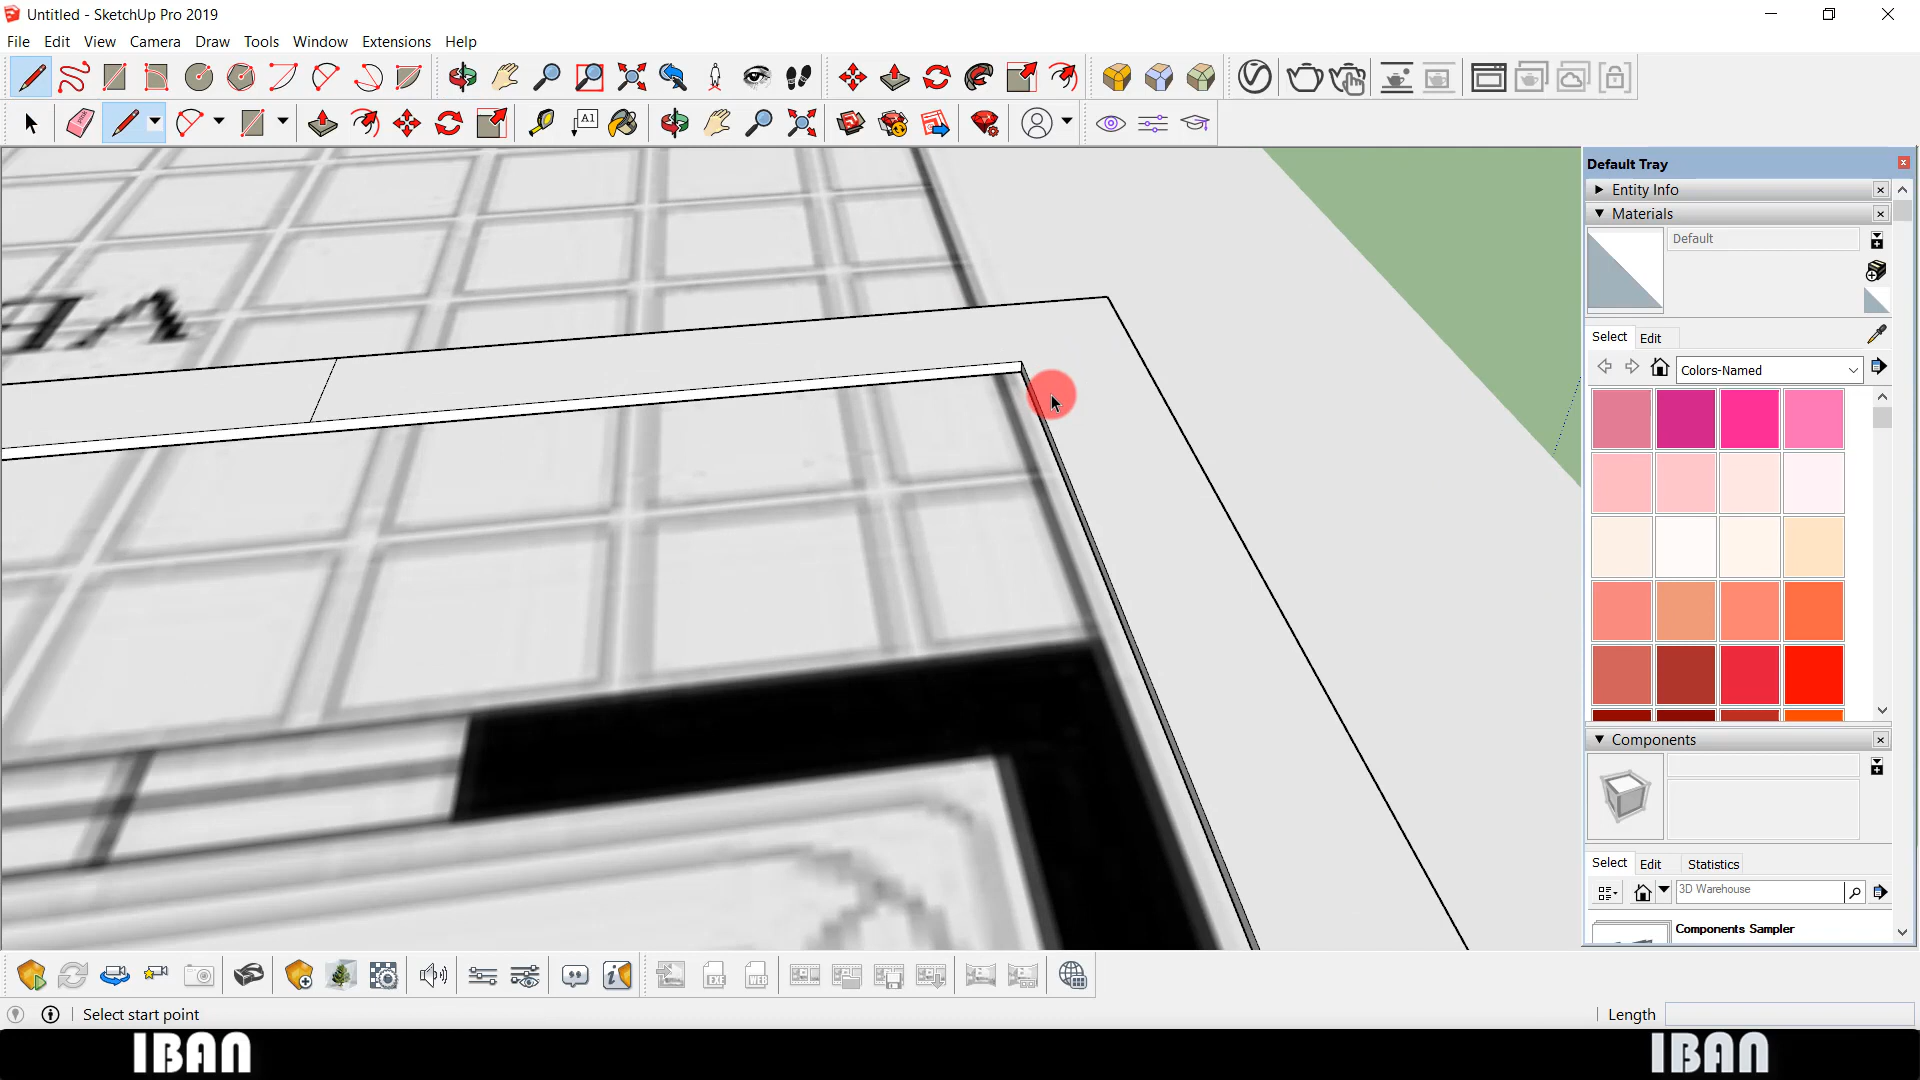 Untitled - SketchUp Pro 2019
File Edit View Camera Draw Tools Window Extensions Help
A1
Default Tray
Entity Info
Materials
Default
Select Edit
Colors-Named
Components
Select Edit Statistics
3D Warehouse
Components Sampler
Select start point
Length
IBAN IBAN